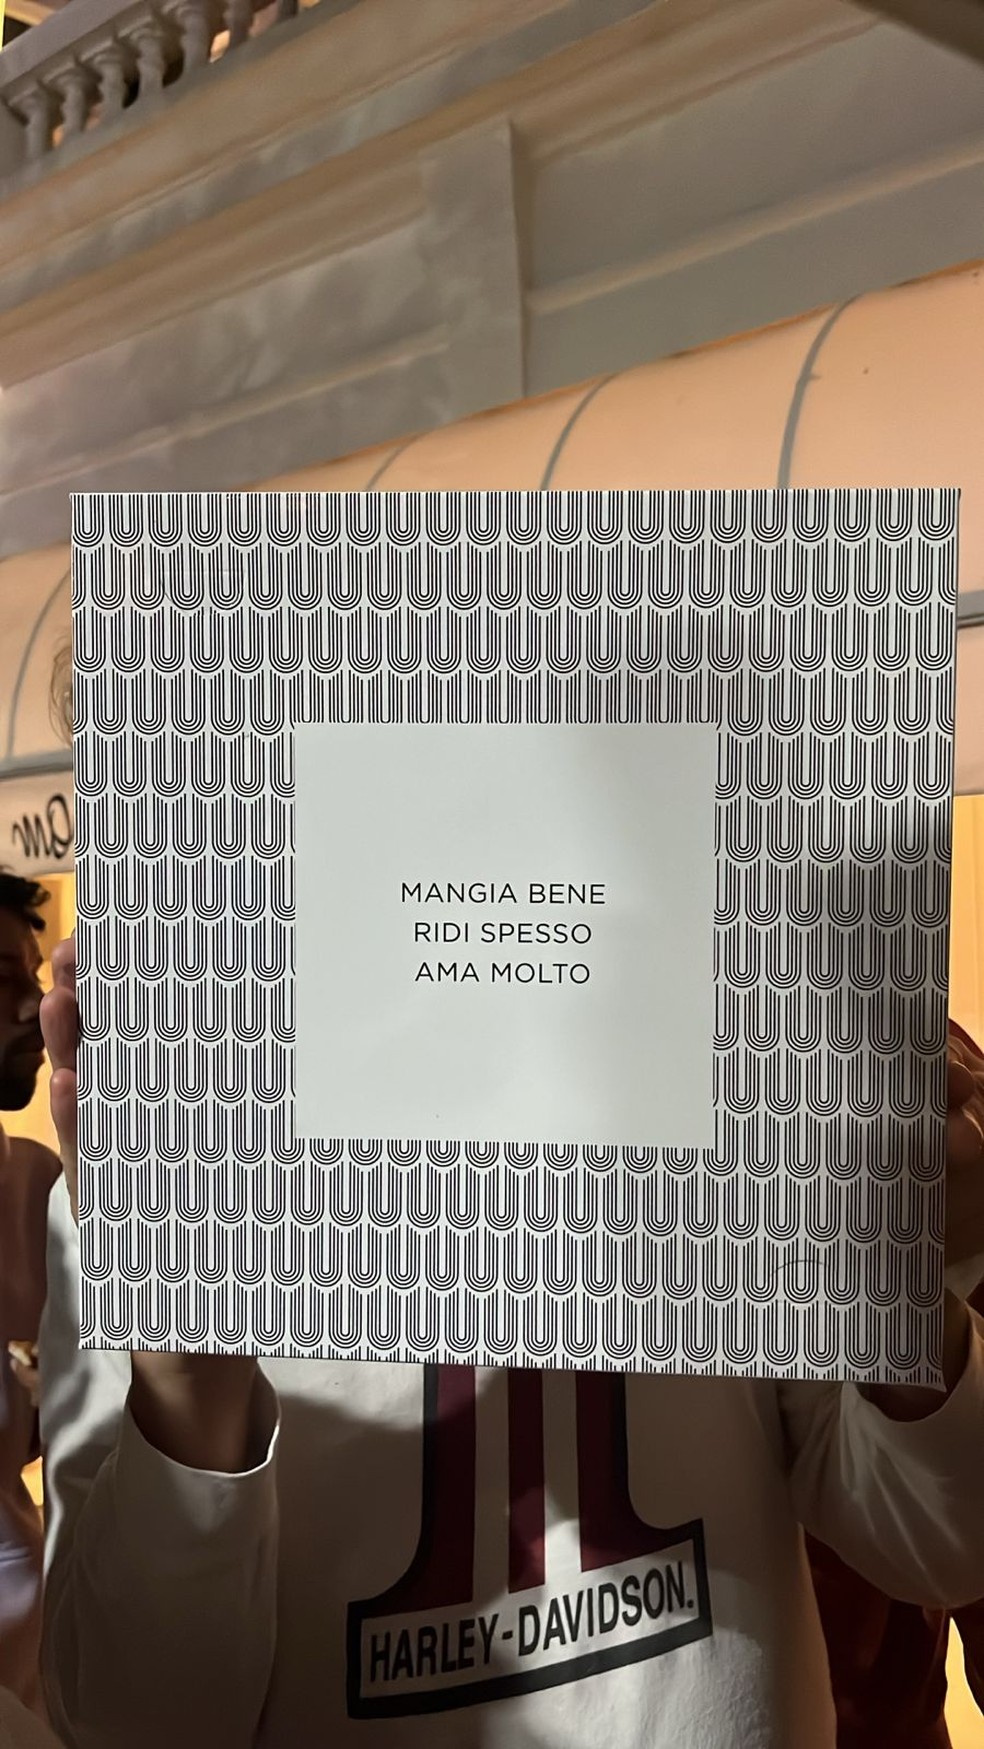 MANGIA BENE
RIDI SPESSO
AMA MOLTO
HARLEY-DAVIDSON.